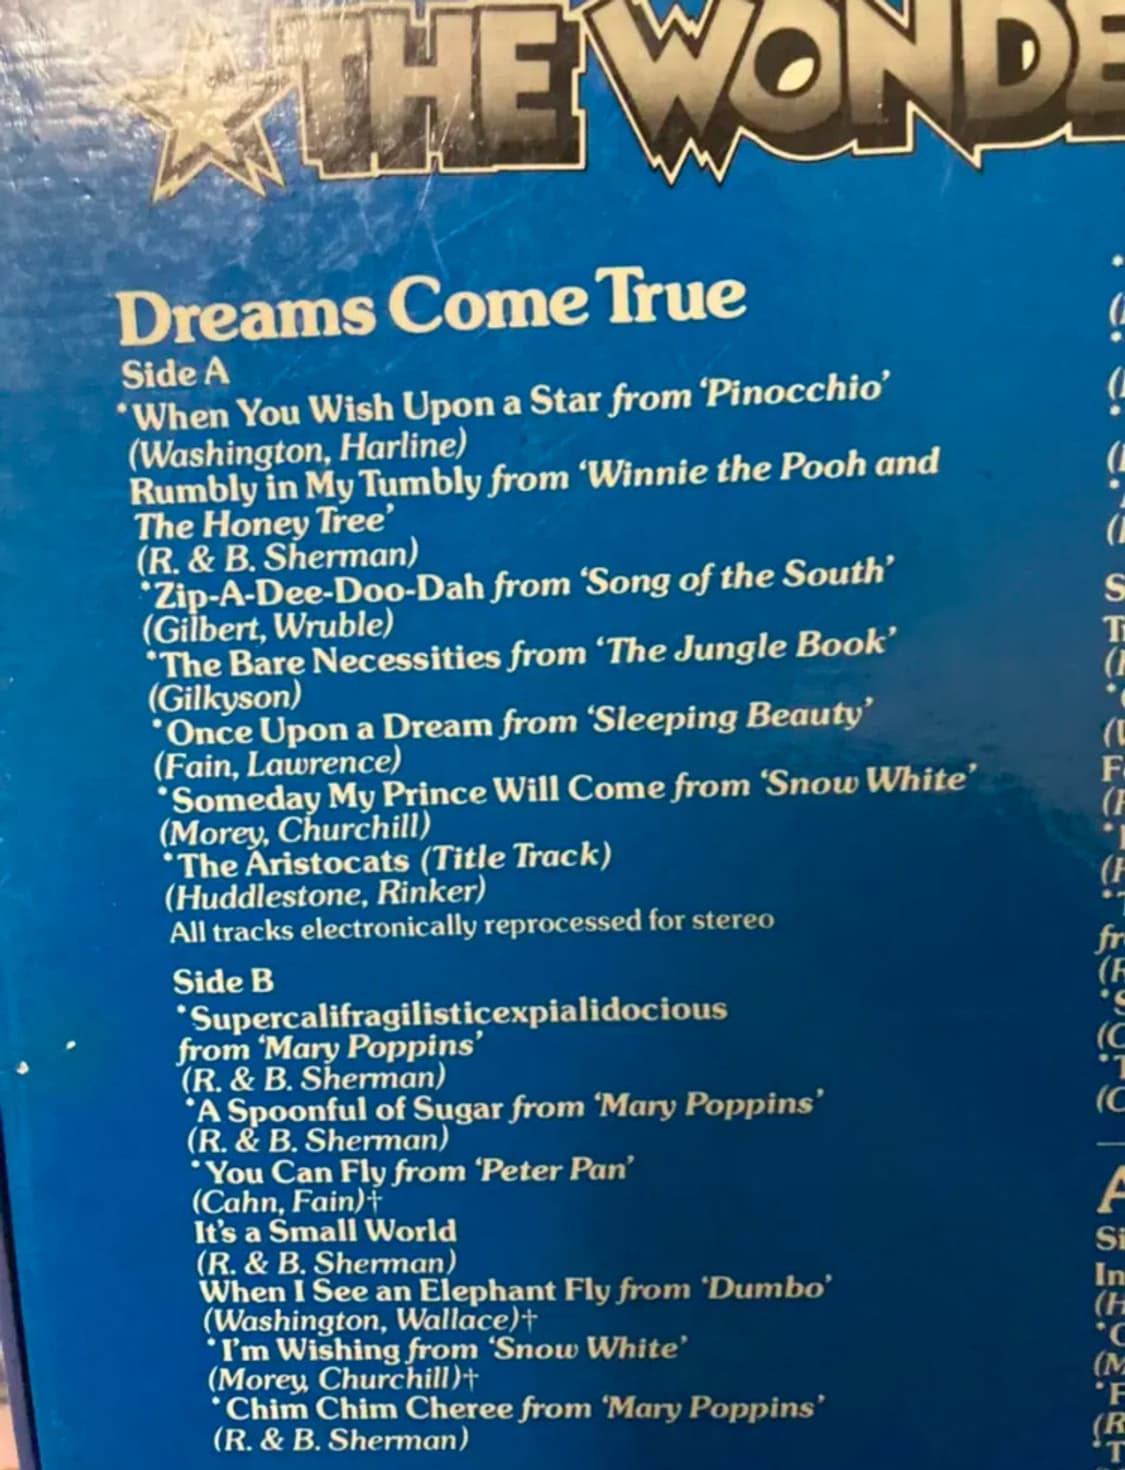 THE WONDE
Dreams Come True
Side A
*When You Wish Upon a Star from ‘Pinocchio’
(Washington, Harline)
Rumbly in My Tumbly from ‘Winnie the Pooh and
The Honey Tree’
(R. & B. Sherman)
*Zip-A-Dee-Doo-Dah from ‘Song of the South’
(Gilbert, Wruble)
*The Bare Necessities from ‘The Jungle Book’
(Gilkyson)
*Once Upon a Dream from ‘Sleeping Beauty’
(Fain, Lawrence)
*Someday My Prince Will Come from ‘Snow White’
(Morey, Churchill)
*The Aristocats (Title Track)
(Huddlestone, Rinker)
All tracks electronically reprocessed for stereo
Side B
*Supercalifragilisticexpialidocious
from ‘Mary Poppins’
(R. & B. Sherman)
*A Spoonful of Sugar from ‘Mary Poppins’
(R. & B. Sherman)
*You Can Fly from ‘Peter Pan’
(Cahn, Fain)†
It’s a Small World
(R. & B. Sherman)
When I See an Elephant Fly from ‘Dumbo’
(Washington, Wallace)†
*I’m Wishing from ‘Snow White’
(Morey, Churchill)†
*Chim Chim Cheree from ‘Mary Poppins’
(R. & B. Sherman)